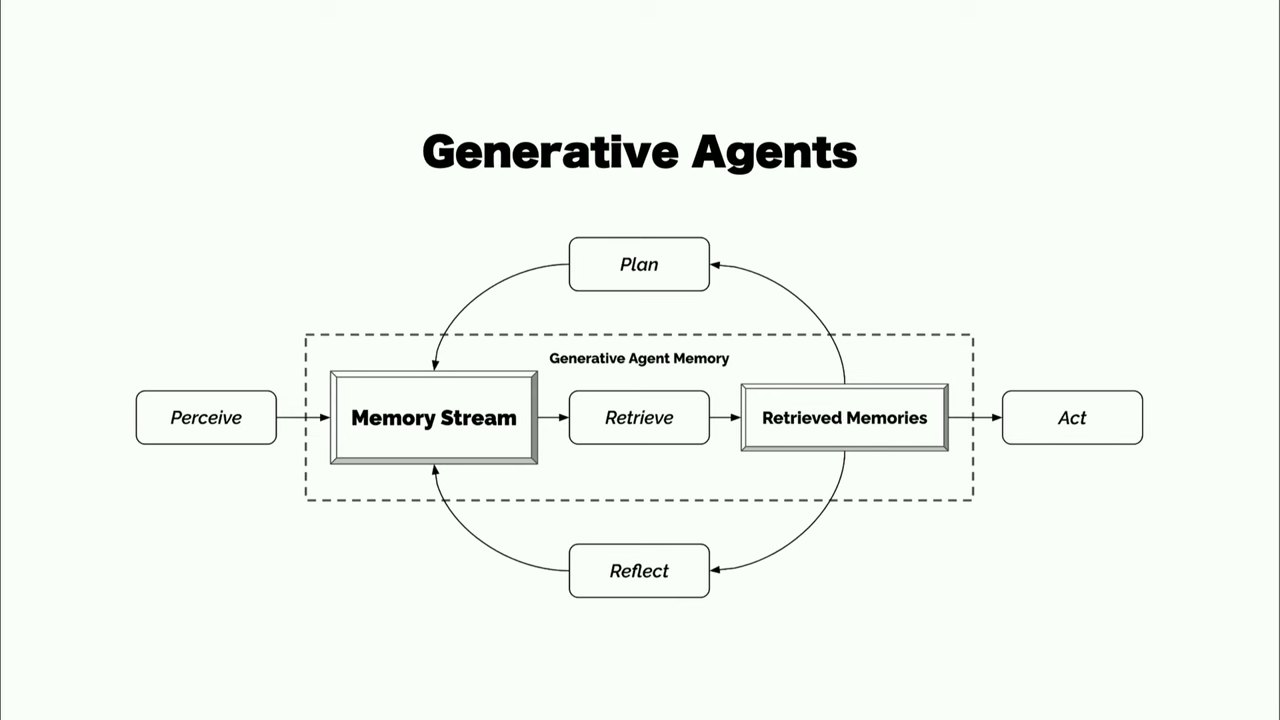 Generative Agents
Plan
Generative Agent Memory
Perceive
Memory Stream
Retrieve
Retrieved Memories
Act
Reflect